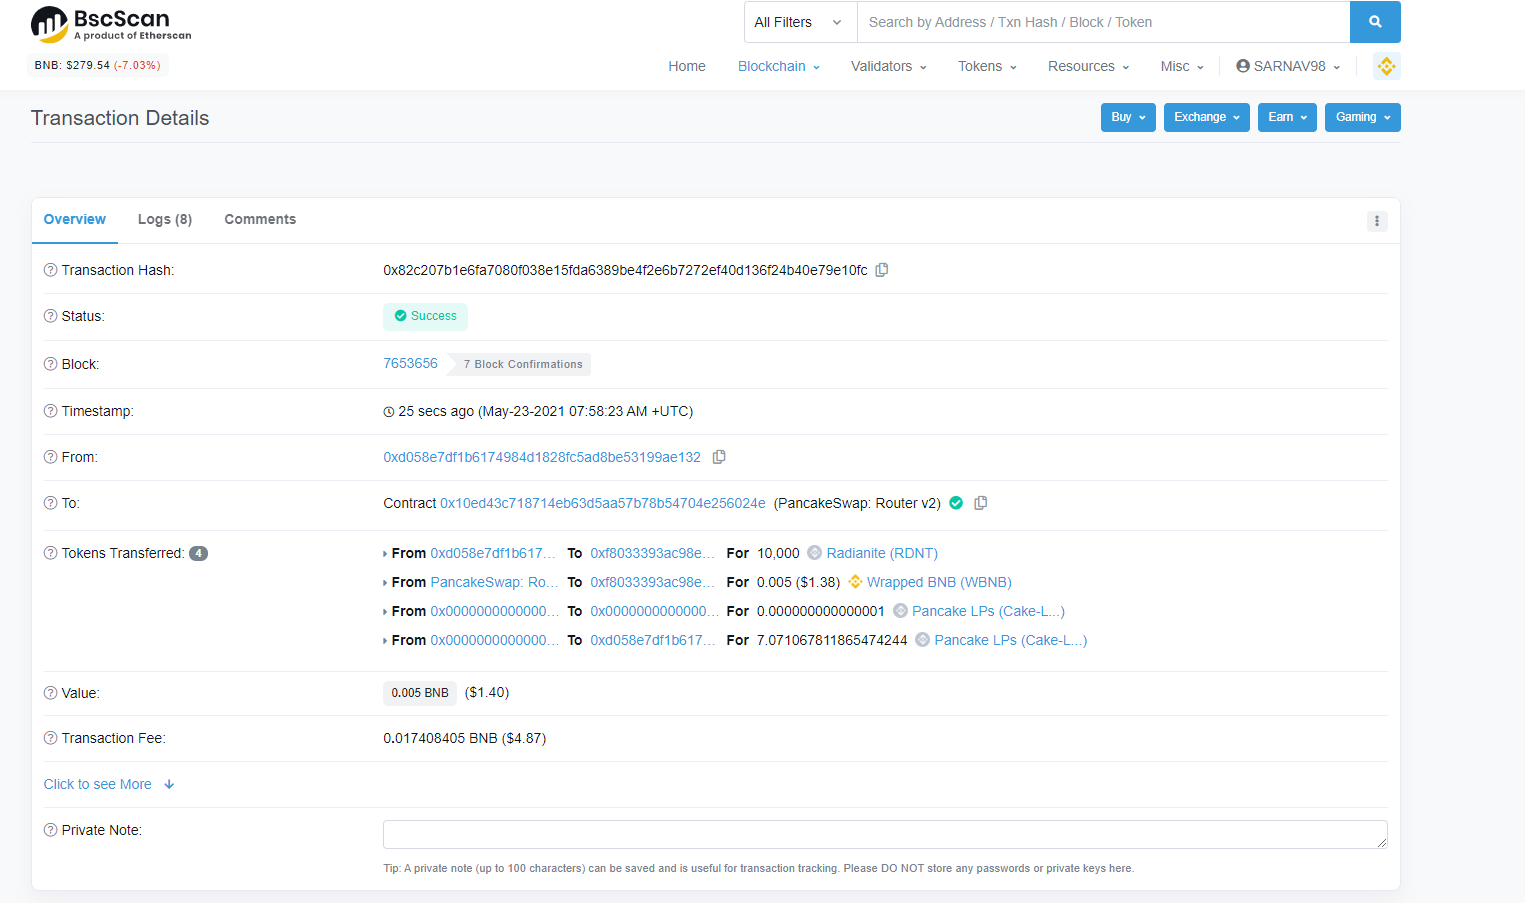 BscScan
A product of Etherscan
All Filters
Search by Address / Txn Hash / Block / Token
BNB: $279.54 (-7.03%)
Home Blockchain Validators Tokens Resources Misc SARNAV98
Transaction Details
Buy Exchange Earn Gaming
Overview Logs (8) Comments
Transaction Hash: 0x82c207b1e6fa7080f038e15fda6389be4f2e6b7272ef40d136f24b40e79e10fc
Status: Success
Block: 7653656 7 Block Confirmations
Timestamp: 25 secs ago (May-23-2021 07:58:23 AM +UTC)
From: 0xd058e7df1b6174984d1828fc5ad8be53199ae132
To: Contract 0x10ed43c718714eb63d5aa57b78b54704e256024e (PancakeSwap: Router v2)
Tokens Transferred: 4
From 0xd058e7df1b617... To 0xf8033393ac98e... For 10,000 Radianite (RDNT)
From PancakeSwap: Ro... To 0xf8033393ac98e... For 0.005 ($1.38) Wrapped BNB (WBNB)
From 0x0000000000000... To 0x0000000000000... For 0.000000000000001 Pancake LPs (Cake-L...)
From 0x0000000000000... To 0xd058e7df1b617... For 7.071067811865474244 Pancake LPs (Cake-L...)
Value: 0.005 BNB ($1.40)
Transaction Fee: 0.017408405 BNB ($4.87)
Click to see More
Private Note:
Tip: A private note (up to 100 characters) can be saved and is useful for transaction tracking. Please DO NOT store any passwords or private keys here.